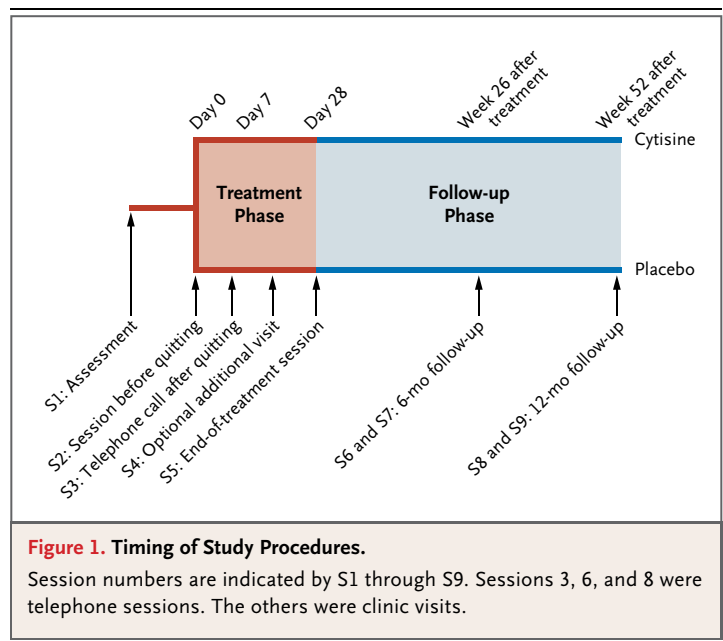 Day 0
Day 7
Day 28
Week 26 after
treatment
Week 52 after
treatment
Cytisine
Treatment
Phase
Follow-up
Phase
Placebo
S1: Assessment
S2: Session before quitting
S3: Telephone call after quitting
S4: Optional additional visit
S5: End-of-treatment session
S6 and S7: 6-mo follow-up
S8 and S9: 12-mo follow-up
Figure 1. Timing of Study Procedures.
Session numbers are indicated by S1 through S9. Sessions 3, 6, and 8 were
telephone sessions. The others were clinic visits.